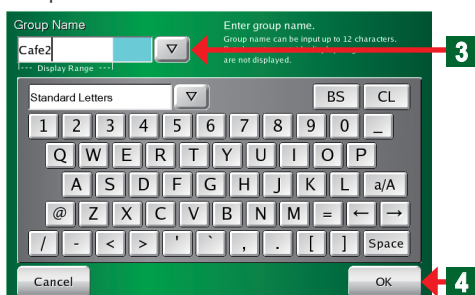 Group Name
Enter group name.
Group name can be input up to 12 characters.
Cafe2
are not displayed.
--- Display Range ---
3
Standard Letters
BS CL
1 2 3 4 5 6 7 8 9 0 _
Q W E R T Y U I O P
A S D F G H J K L a/A
@ Z X C V B N M = ← →
/ - < > ' ` , . [ ] Space
Cancel OK
4